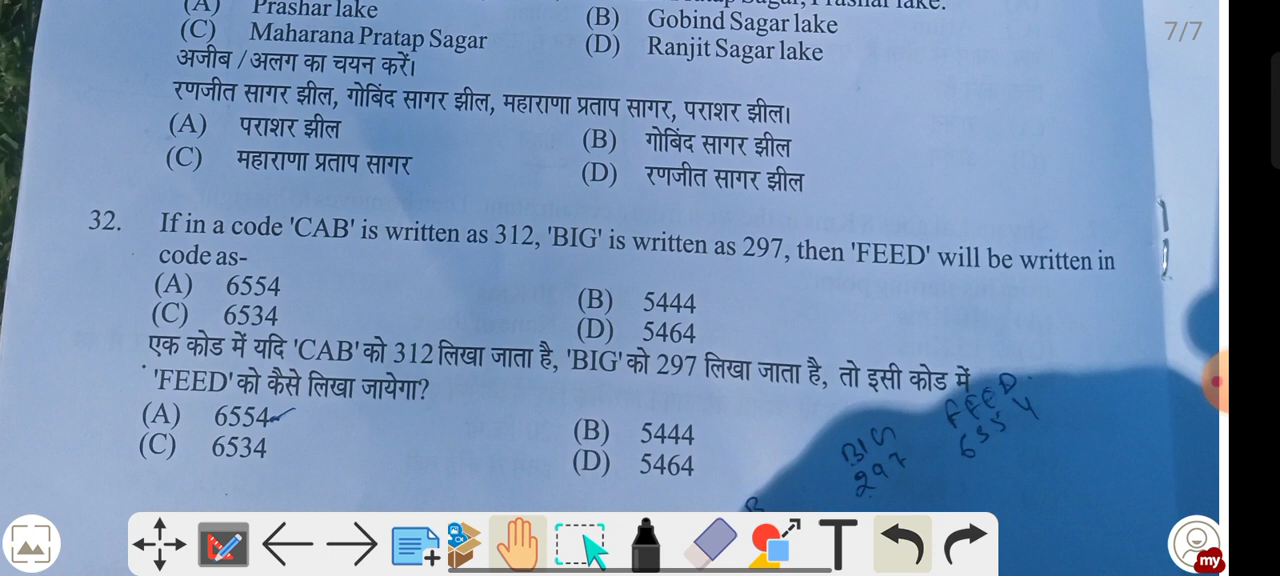 7/7
(A) Prashar lake
(B) Gobind Sagar lake
(C) Maharana Pratap Sagar
(D) Ranjit Sagar lake
अजीब /अलग का चयन करें।
रणजीत सागर झील, गोबिंद सागर झील, महाराणा प्रताप सागर, पराशर झील।
(A) पराशर झील
(B) गोबिंद सागर झील
(C) महाराणा प्रताप सागर
(D) रणजीत सागर झील
32. If in a code 'CAB' is written as 312, 'BIG' is written as 297, then 'FEED' will be written in
code as-
(A) 6554
(B) 5444
(C) 6534
(D) 5464
एक कोड में यदि 'CAB' को 312 लिखा जाता है, 'BIG' को 297 लिखा जाता है, तो इसी कोड में
'FEED' को कैसे लिखा जायेगा?
(A) 6554
(B) 5444
(C) 6534
(D) 5464
BIG
297
FEED
6554
T
my